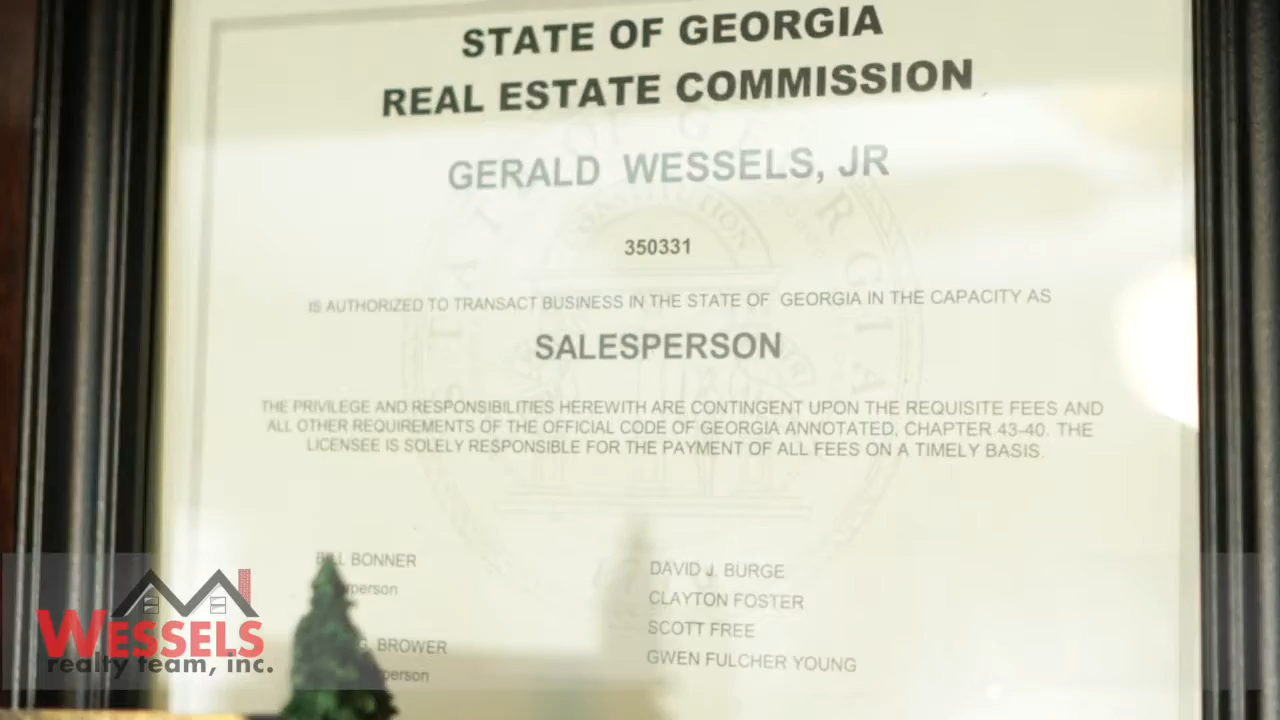 STATE OF GEORGIA
REAL ESTATE COMMISSION
GERALD WESSELS, JR
350331
IS AUTHORIZED TO TRANSACT BUSINESS IN THE STATE OF GEORGIA IN THE CAPACITY AS
SALESPERSON
THE PRIVILEGE AND RESPONSIBILITIES HEREWITH ARE CONTINGENT UPON THE REQUISITE FEES AND
ALL OTHER REQUIREMENTS OF THE OFFICIAL CODE OF GEORGIA ANNOTATED, CHAPTER 43-40. THE
LICENSEE IS SOLELY RESPONSIBLE FOR THE PAYMENT OF ALL FEES ON A TIMELY BASIS.
BONNER
BROWER
DAVID J. BURGE
CLAYTON FOSTER
SCOTT FREE
GWEN FULCHER YOUNG
STATE OF GEORGIA
CONSTITUTION
WESSELS
realty team, inc.